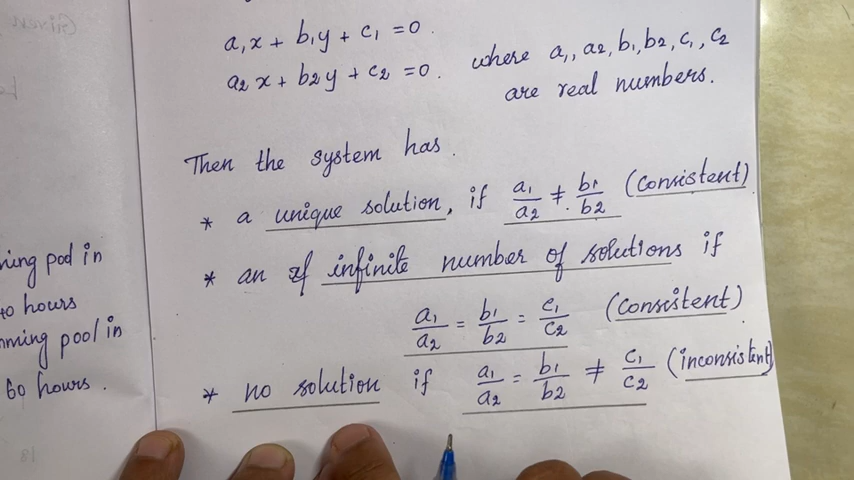 a₁x + b₁y + c₁ = 0.
a₂x + b₂y + c₂ = 0. where a₁, a₂, b₁, b₂, c₁, c₂
are real numbers.
Then the system has.
* a unique solution, if a₁/a₂ ≠ b₁/b₂ (consistent)
* an infinite number of solutions if
a₁/a₂ = b₁/b₂ = c₁/c₂ (consistent)
* no solution if a₁/a₂ = b₁/b₂ ≠ c₁/c₂ (inconsistent)
pool in
40 hours
mming pool in
60 hours.